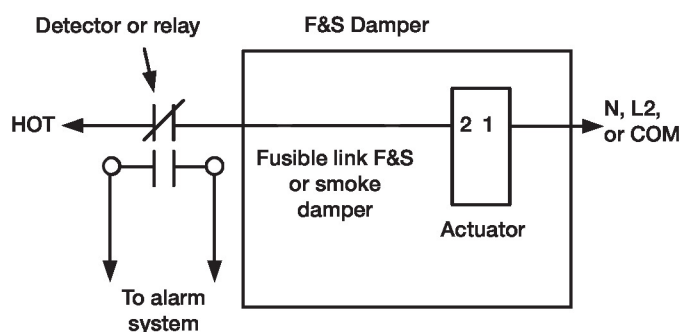 Detector or relay
F&S Damper
HOT
2 1
N, L2,
or COM
Fusible link F&S
or smoke
damper
Actuator
To alarm
system